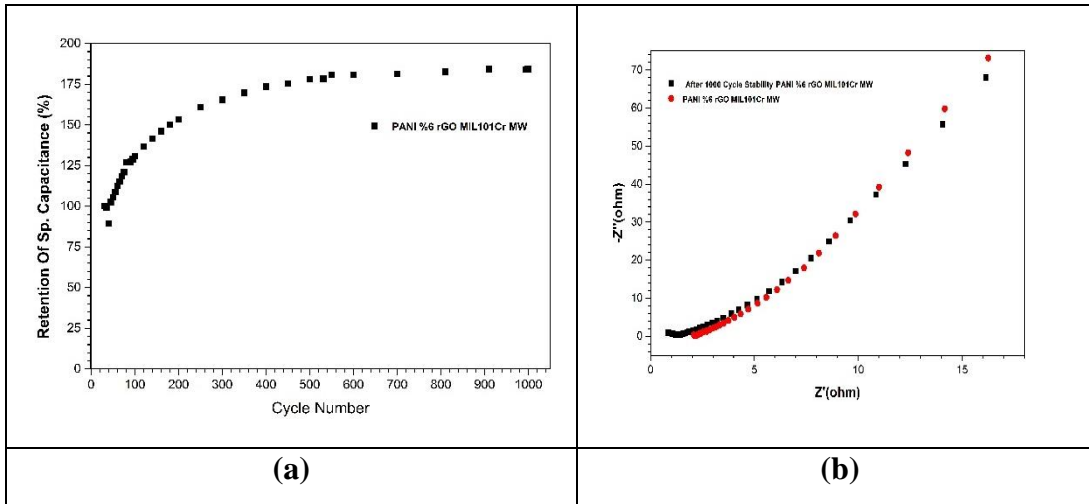 200
175
150
125
100
75
50
25
0
Retention Of Sp. Capacitance (%)
PANI %6 rGO MIL101Cr MW
0 100 200 300 400 500 600 700 800 900 1000
Cycle Number
70
60
50
40
30
20
10
0
-Z''(ohm)
After 1000 Cycle Stability PANI %6 rGO MIL101Cr MW
PANI %6 rGO MIL101Cr MW
0 5 10 15
Z'(ohm)
(a)
(b)